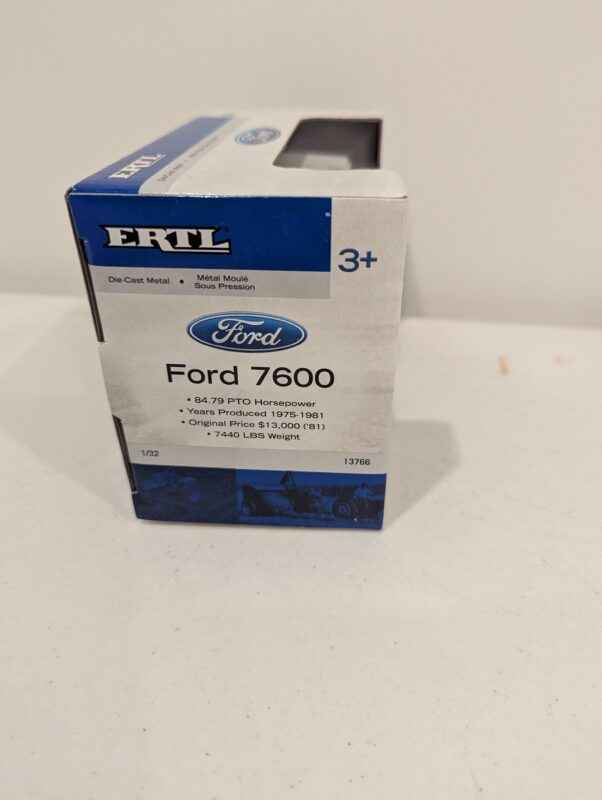 ERTL
Ford
ERTL
3+
Die-Cast Metal • Métal Moulé
Sous Pression
Ford
Ford 7600
• 84.79 PTO Horsepower
• Years Produced 1975-1981
• Original Price $13,000 ('81)
• 7440 LBS Weight
1/32
13766